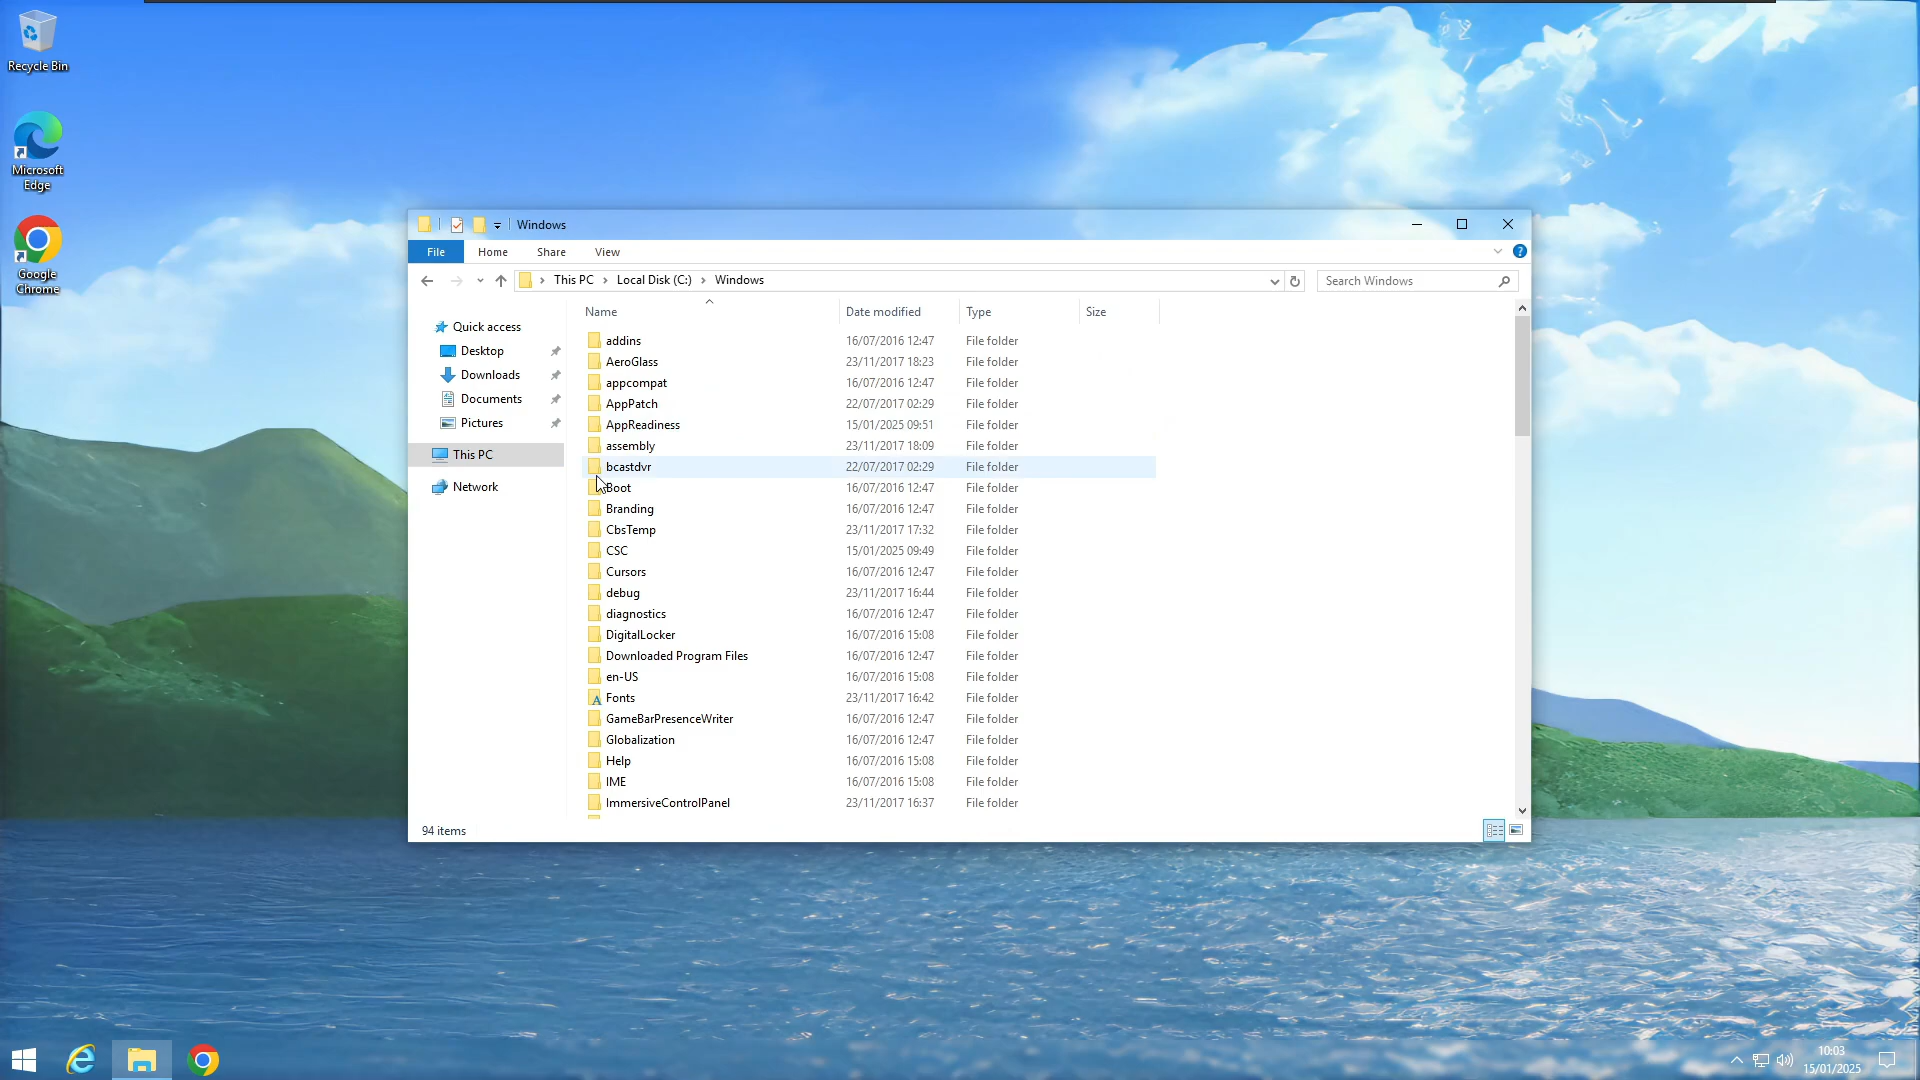 Recycle Bin
Microsoft
Edge
Google
Chrome
Windows
File Home Share View
This PC Local Disk (C:) Windows
Search Windows
Quick access
Desktop
Downloads
Documents
Pictures
This PC
Network
Name Date modified Type Size
addins 16/07/2016 12:47 File folder
AeroGlass 23/11/2017 18:23 File folder
appcompat 16/07/2016 12:47 File folder
AppPatch 22/07/2017 02:29 File folder
AppReadiness 15/01/2025 09:51 File folder
assembly 23/11/2017 18:09 File folder
bcastdvr 22/07/2017 02:29 File folder
Boot 16/07/2016 12:47 File folder
Branding 16/07/2016 12:47 File folder
CbsTemp 23/11/2017 17:32 File folder
CSC 15/01/2025 09:49 File folder
Cursors 16/07/2016 12:47 File folder
debug 23/11/2017 16:44 File folder
diagnostics 16/07/2016 12:47 File folder
DigitalLocker 16/07/2016 15:08 File folder
Downloaded Program Files 16/07/2016 12:47 File folder
en-US 16/07/2016 15:08 File folder
Fonts 23/11/2017 16:42 File folder
GameBarPresenceWriter 16/07/2016 12:47 File folder
Globalization 16/07/2016 12:47 File folder
Help 16/07/2016 15:08 File folder
IME 16/07/2016 15:08 File folder
ImmersiveControlPanel 23/11/2017 16:37 File folder
94 items
10:03
15/01/2025